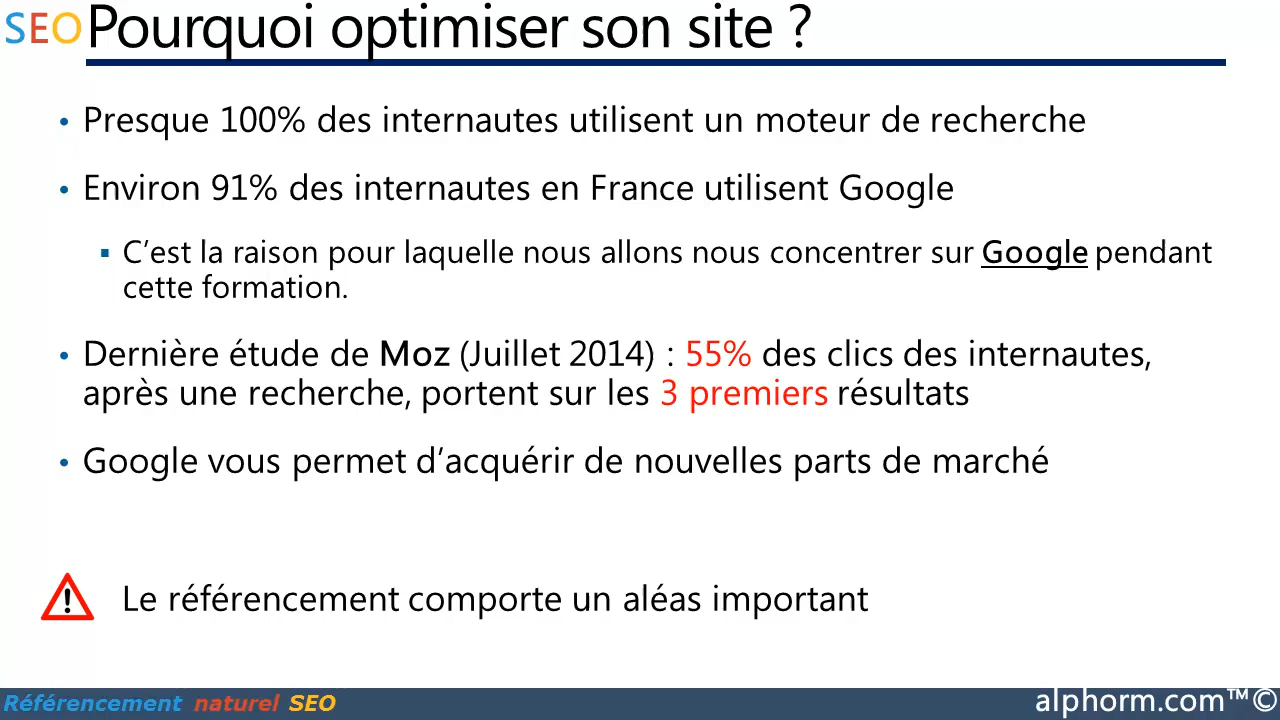 SEO Pourquoi optimiser son site ?
• Presque 100% des internautes utilisent un moteur de recherche
• Environ 91% des internautes en France utilisent Google
▪ C’est la raison pour laquelle nous allons nous concentrer sur Google pendant
cette formation.
• Dernière étude de Moz (Juillet 2014) : 55% des clics des internautes,
après une recherche, portent sur les 3 premiers résultats
• Google vous permet d’acquérir de nouvelles parts de marché
Le référencement comporte un aléas important
Référencement naturel SEO
alphorm.com™©